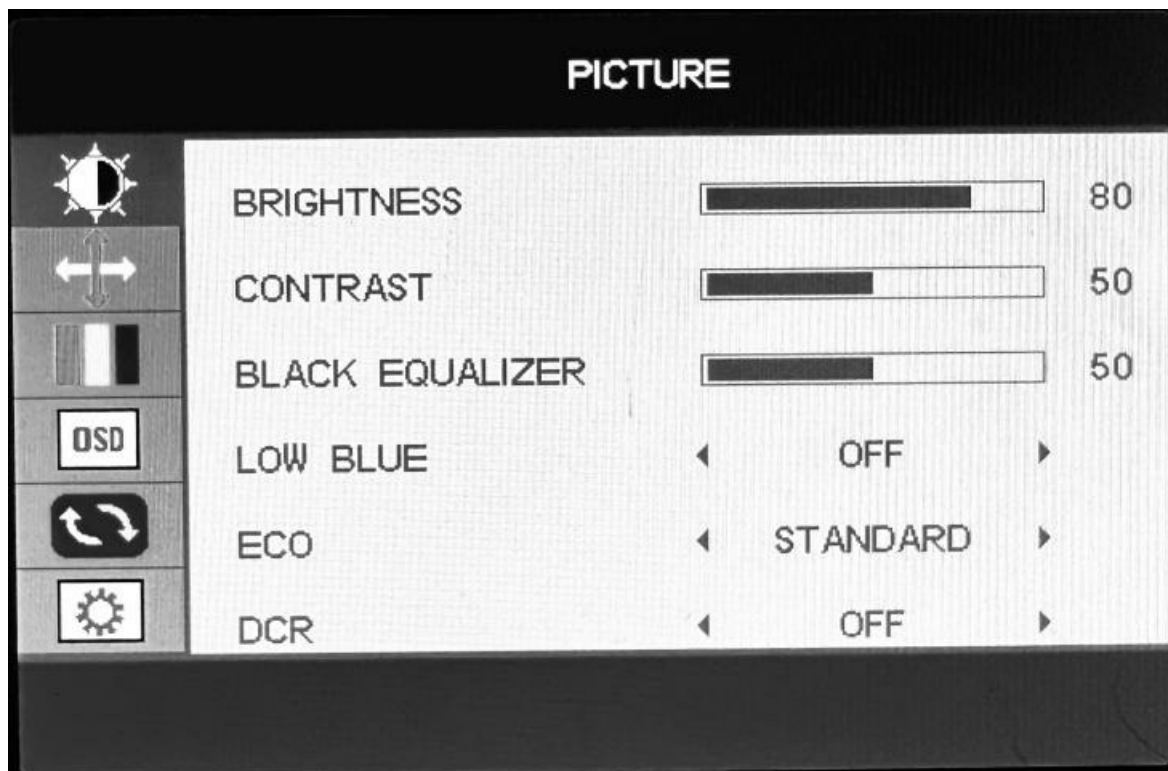 PICTURE
BRIGHTNESS 80
CONTRAST 50
BLACK EQUALIZER 50
OSD
LOW BLUE OFF
ECO STANDARD
DCR OFF